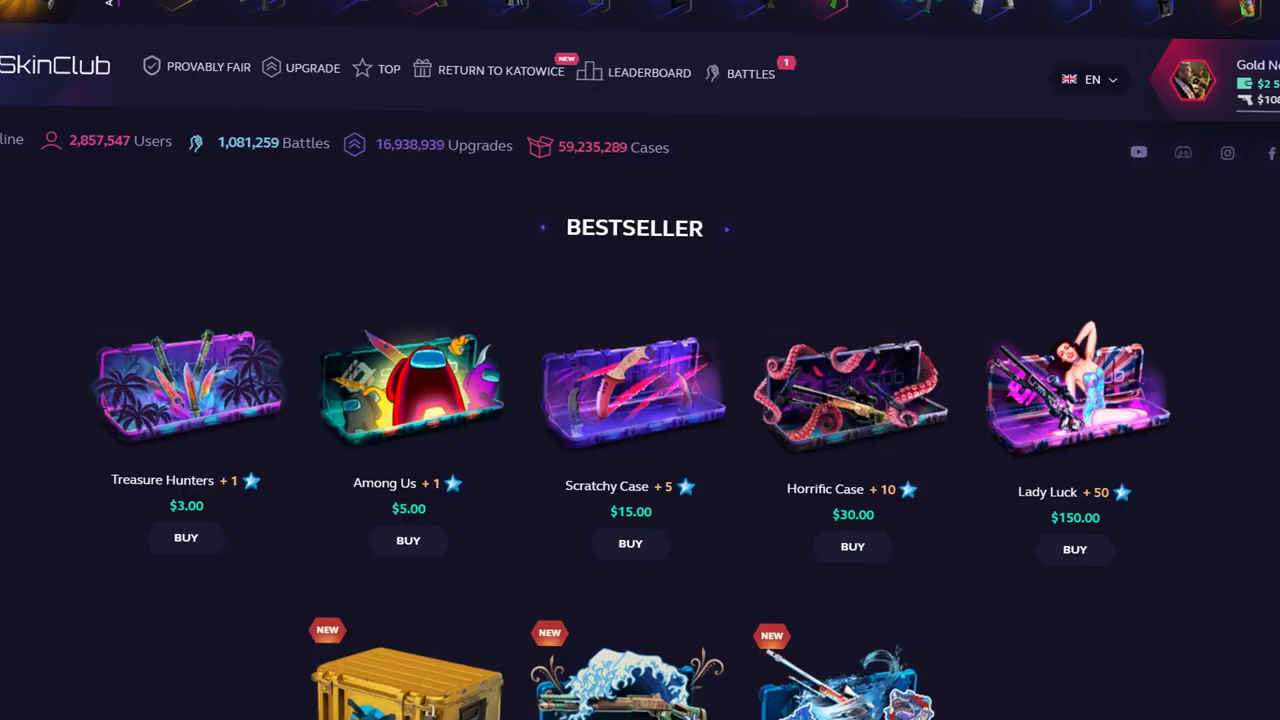 SkinClub
PROVABLY FAIR
UPGRADE
TOP
RETURN TO KATOWICE
NEW
LEADERBOARD
BATTLES
1
EN
Gold
line
2,857,547 Users
1,081,259 Battles
16,938,939 Upgrades
59,235,289 Cases
BESTSELLER
Treasure Hunters + 1
$3.00
BUY
Among Us + 1
$5.00
BUY
Scratchy Case + 5
$15.00
BUY
Horrific Case + 10
$30.00
BUY
Lady Luck + 50
$150.00
BUY
NEW
NEW
NEW